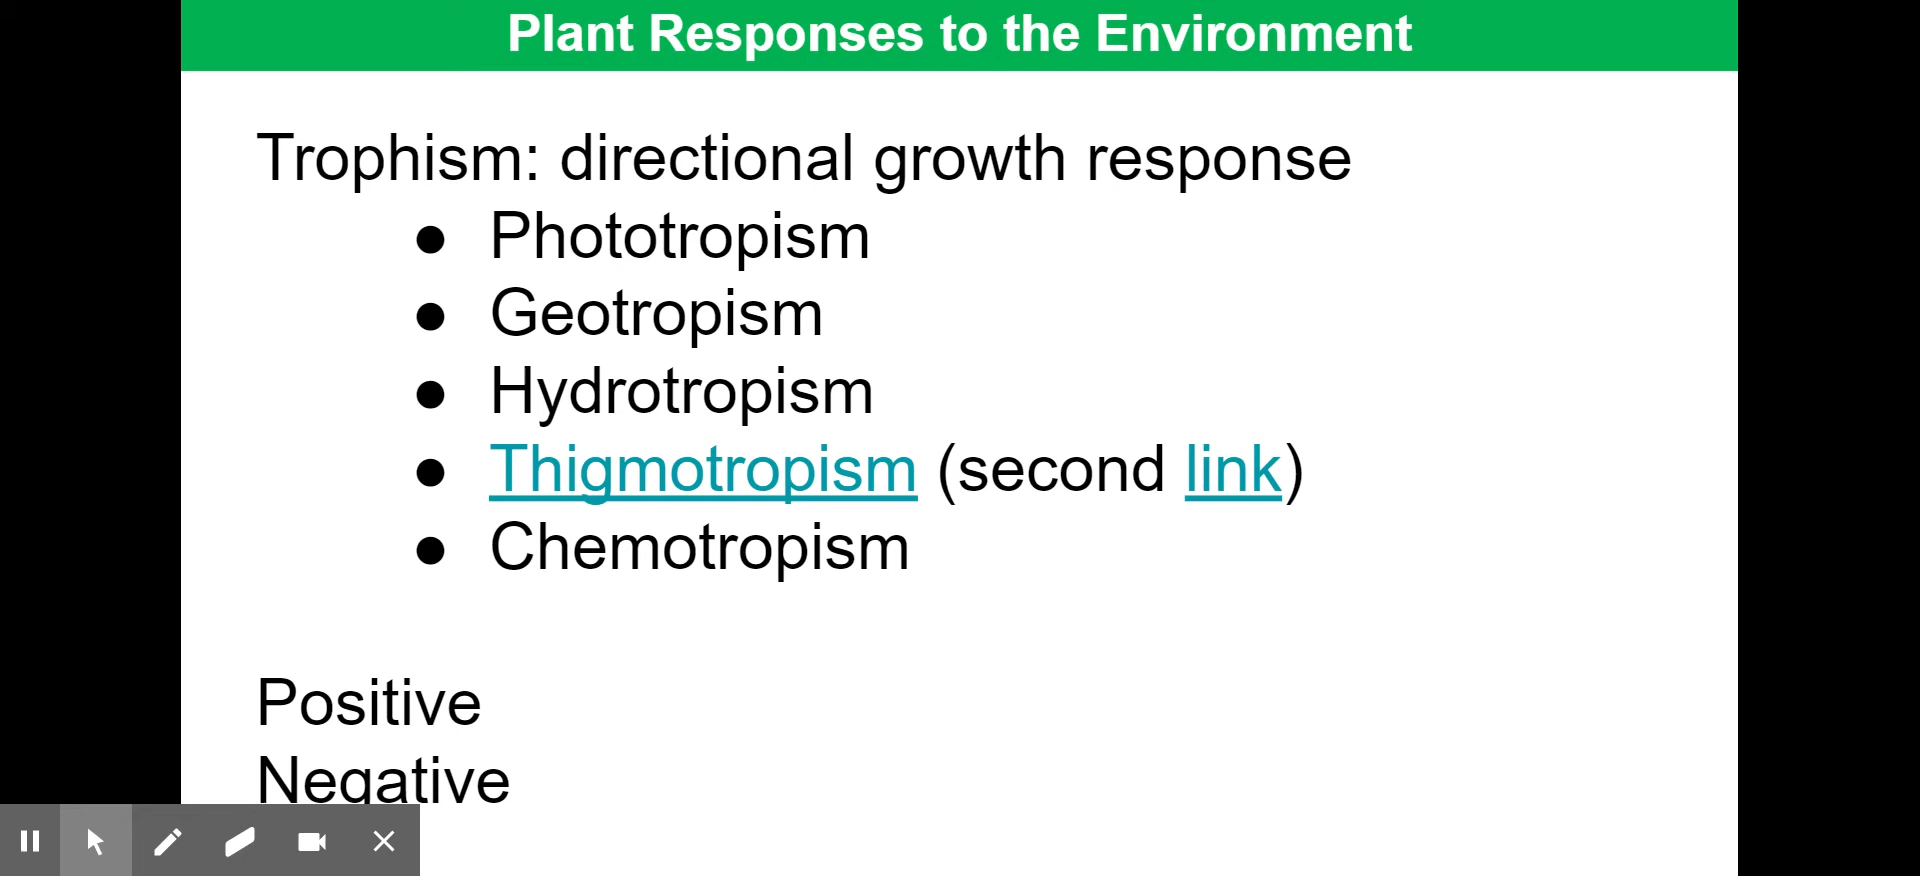 Plant Responses to the Environment
Trophism: directional growth response
● Phototropism
● Geotropism
● Hydrotropism
● Thigmotropism (second link)
● Chemotropism
Positive
Negative